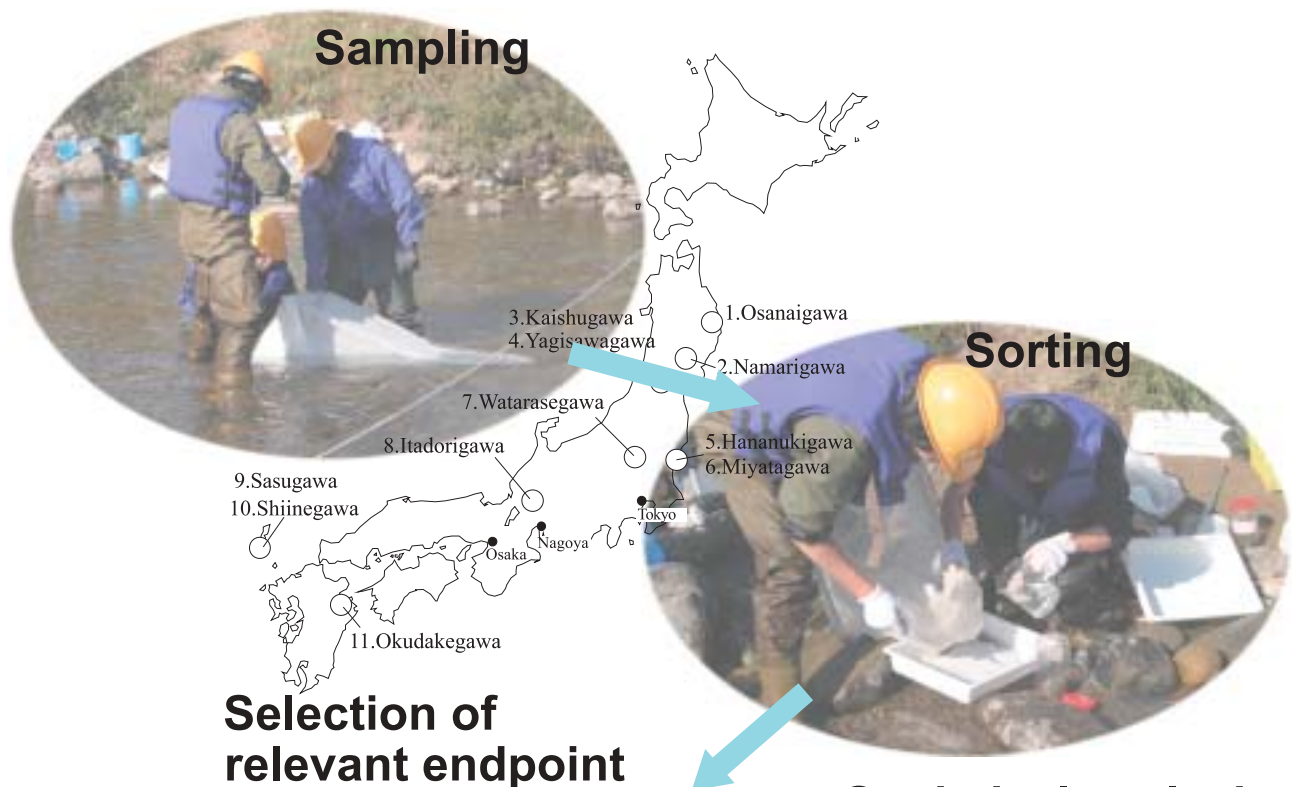 Sampling
3.Kaishugawa
4.Yagisawagawa
1.Osanaigawa
2.Namarigawa
Sorting
7.Watarasegawa
8.Itadorigawa
5.Hananukigawa
6.Miyatagawa
9.Sasugawa
10.Shiinegawa
Tokyo
Nagoya
Osaka
11.Okudakegawa
Selection of
relevant endpoint